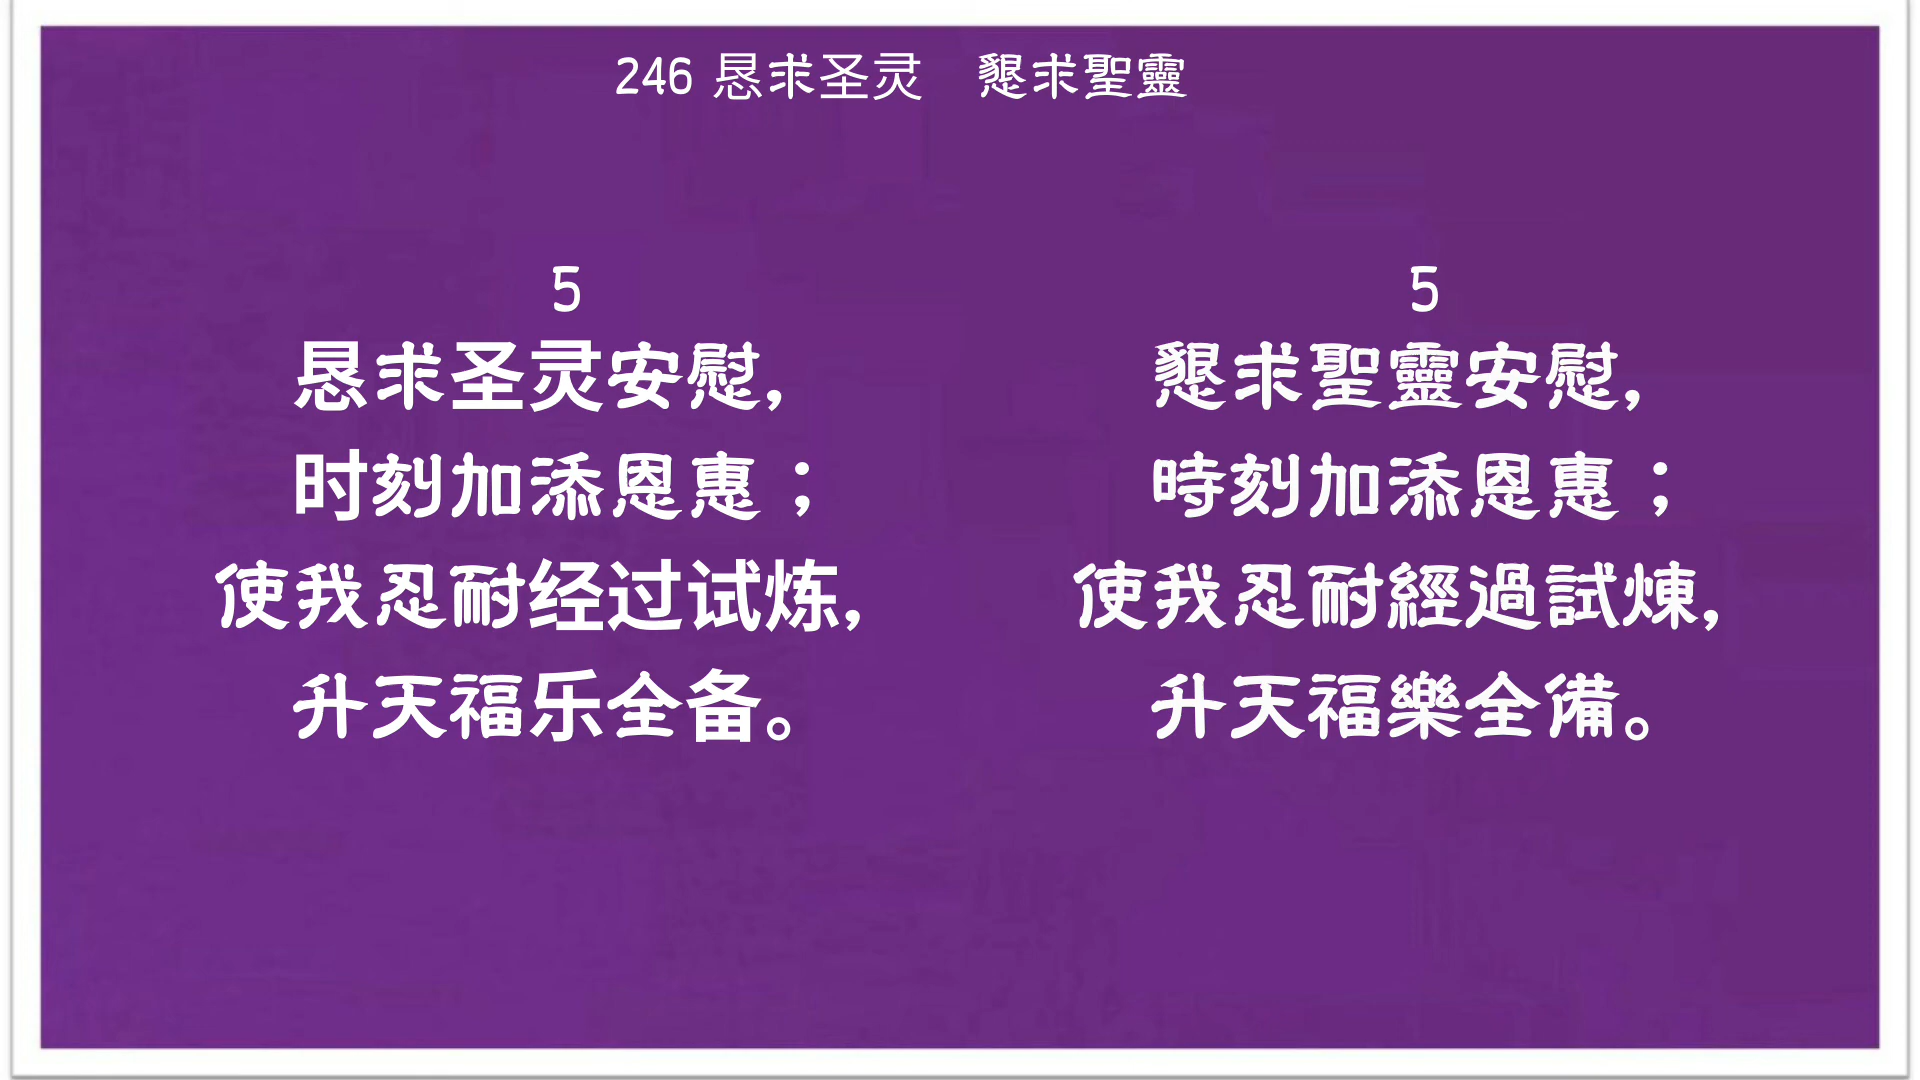 246 恳求圣灵　懇求聖靈
5
恳求圣灵安慰，
时刻加添恩惠；
使我忍耐经过试炼，
升天福乐全备。
5
懇求聖靈安慰，
時刻加添恩惠；
使我忍耐經過試煉，
升天福樂全備。